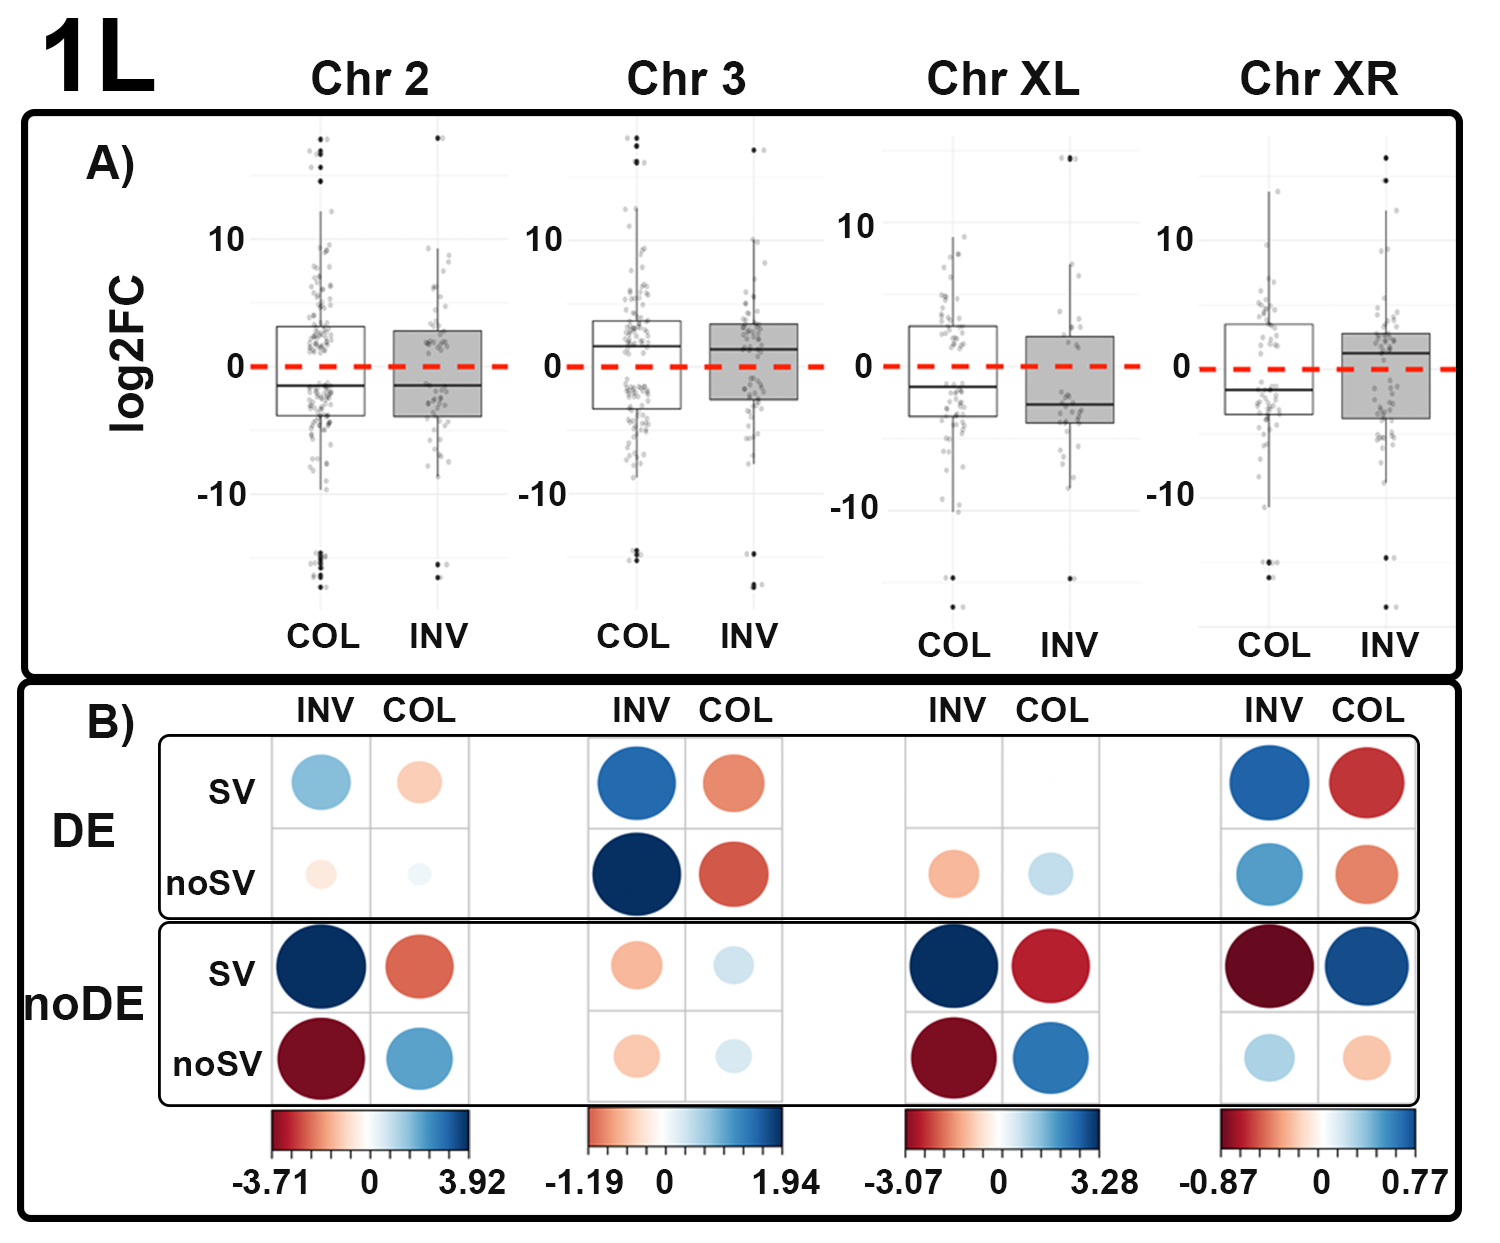 1L
Chr 2 Chr 3 Chr XL Chr XR
A)
log2FC
10 10 10 10
0 0 0 0
-10 -10 -10 -10
COL INV COL INV COL INV COL INV
B)
INV COL INV COL INV COL INV COL
DE
SV
noSV
noDE
SV
noSV
-3.71 0 3.92 -1.19 0 1.94 -3.07 0 3.28 -0.87 0 0.77